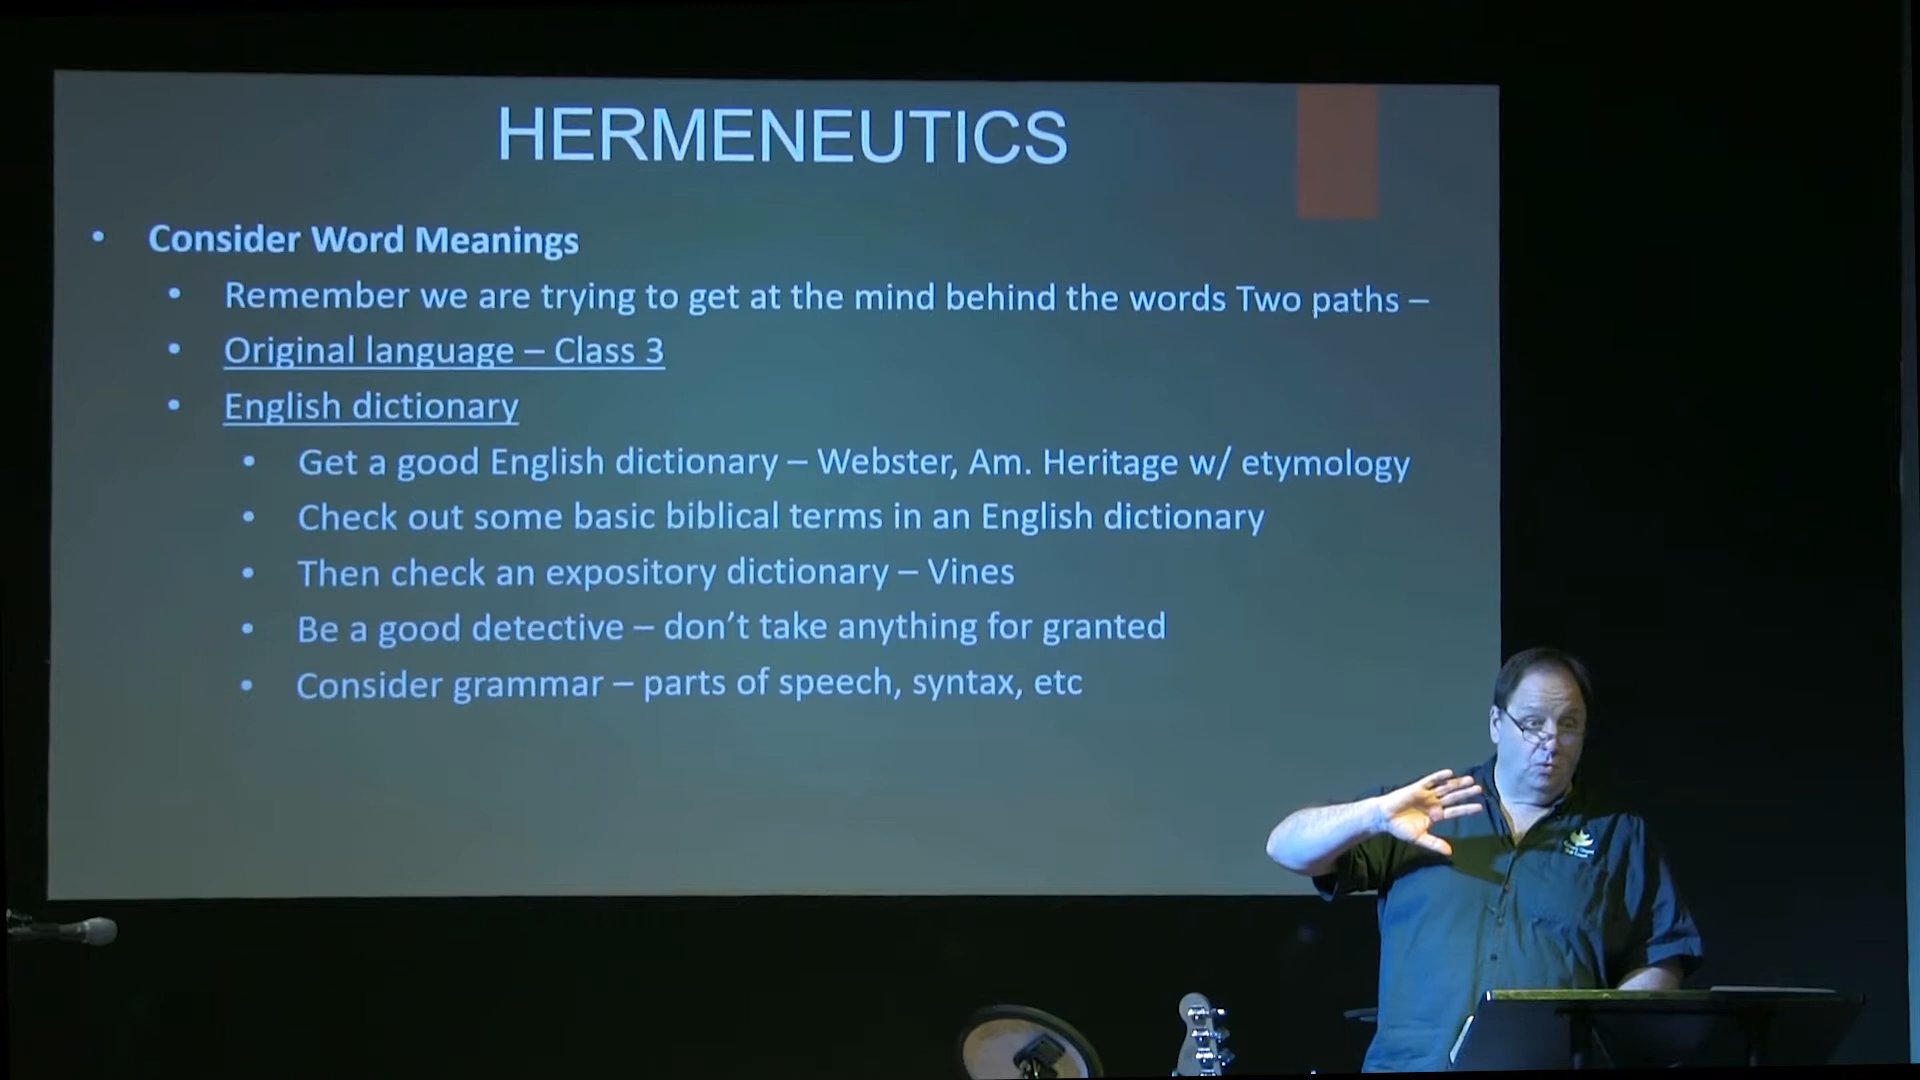 HERMENEUTICS
• Consider Word Meanings
• Remember we are trying to get at the mind behind the words Two paths –
• Original language – Class 3
• English dictionary
• Get a good English dictionary – Webster, Am. Heritage w/ etymology
• Check out some basic biblical terms in an English dictionary
• Then check an expository dictionary – Vines
• Be a good detective – don't take anything for granted
• Consider grammar – parts of speech, syntax, etc